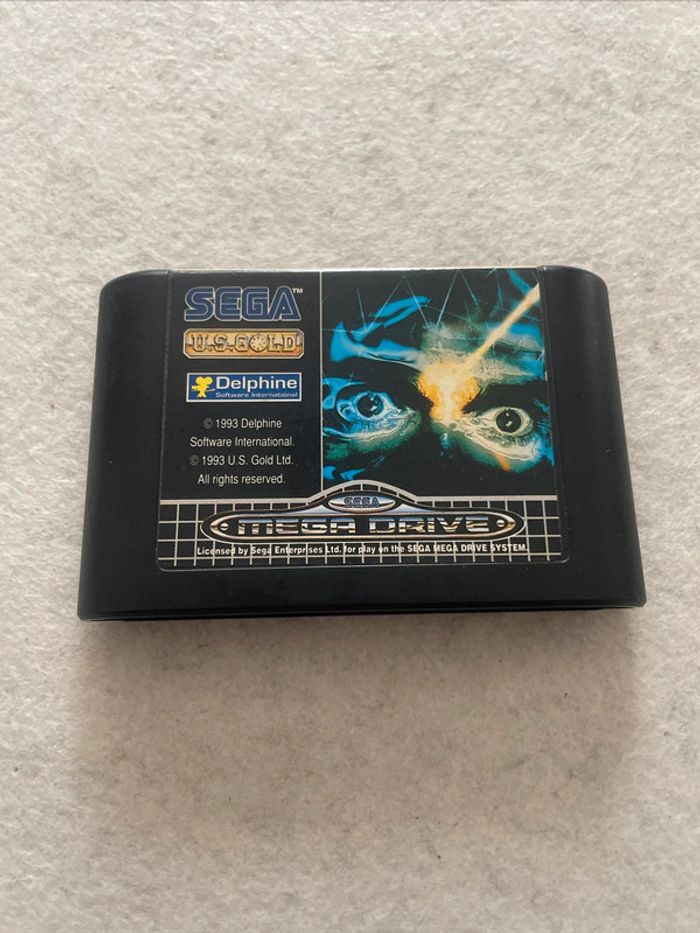 SEGA™
U.S.GOLD
Delphine
Software International
© 1993 Delphine
Software International.
© 1993 U.S. Gold Ltd.
All rights reserved.
SEGA
MEGA DRIVE
Licensed by Sega Enterprises Ltd. for play on the SEGA MEGA DRIVE SYSTEM.